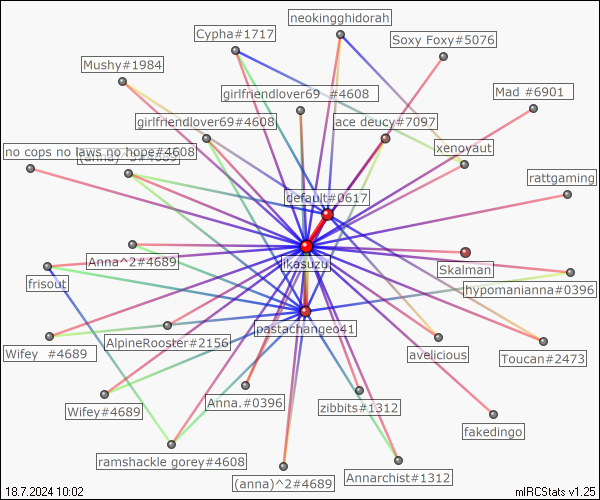 neokingghidorah
Cypha#1717
Soxy Foxy#5076
Mushy#1984
girlfriendlover69 #4608
Mad #6901
girlfriendlover69#4608
ace deucy#7097
no cops no laws no hope#4608
xenoyaut
rattgaming
default#0617
Anna^2#4689
ikasuzu
Skalman
frisout
hypomanianna#0396
pastachangeo41
AlpineRooster#2156
Wifey #4689
avelicious
Toucan#2473
Wifey#4689
Anna.#0396
zibbits#1312
fakedingo
ramshackle gorey#4608
(anna)^2#4689
Annarchist#1312
18.7.2024 10:02
mIRCStats v1.25